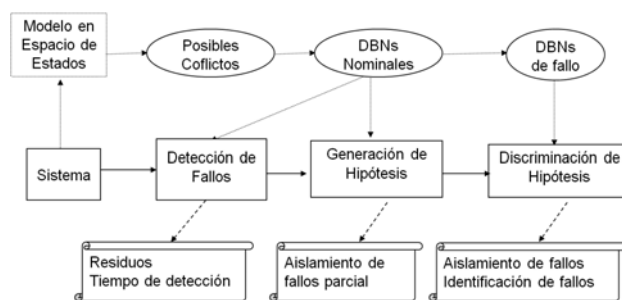 Modelo en
Espacio de
Estados
Posibles
Coflictos
DBNs
Nominales
DBNs
de fallo
Sistema
Detección de
Fallos
Generación de
Hipótesis
Discriminación de
Hipótesis
Residuos
Tiempo de detección
Aislamiento de
fallos parcial
Aislamiento de fallos
Identificación de fallos